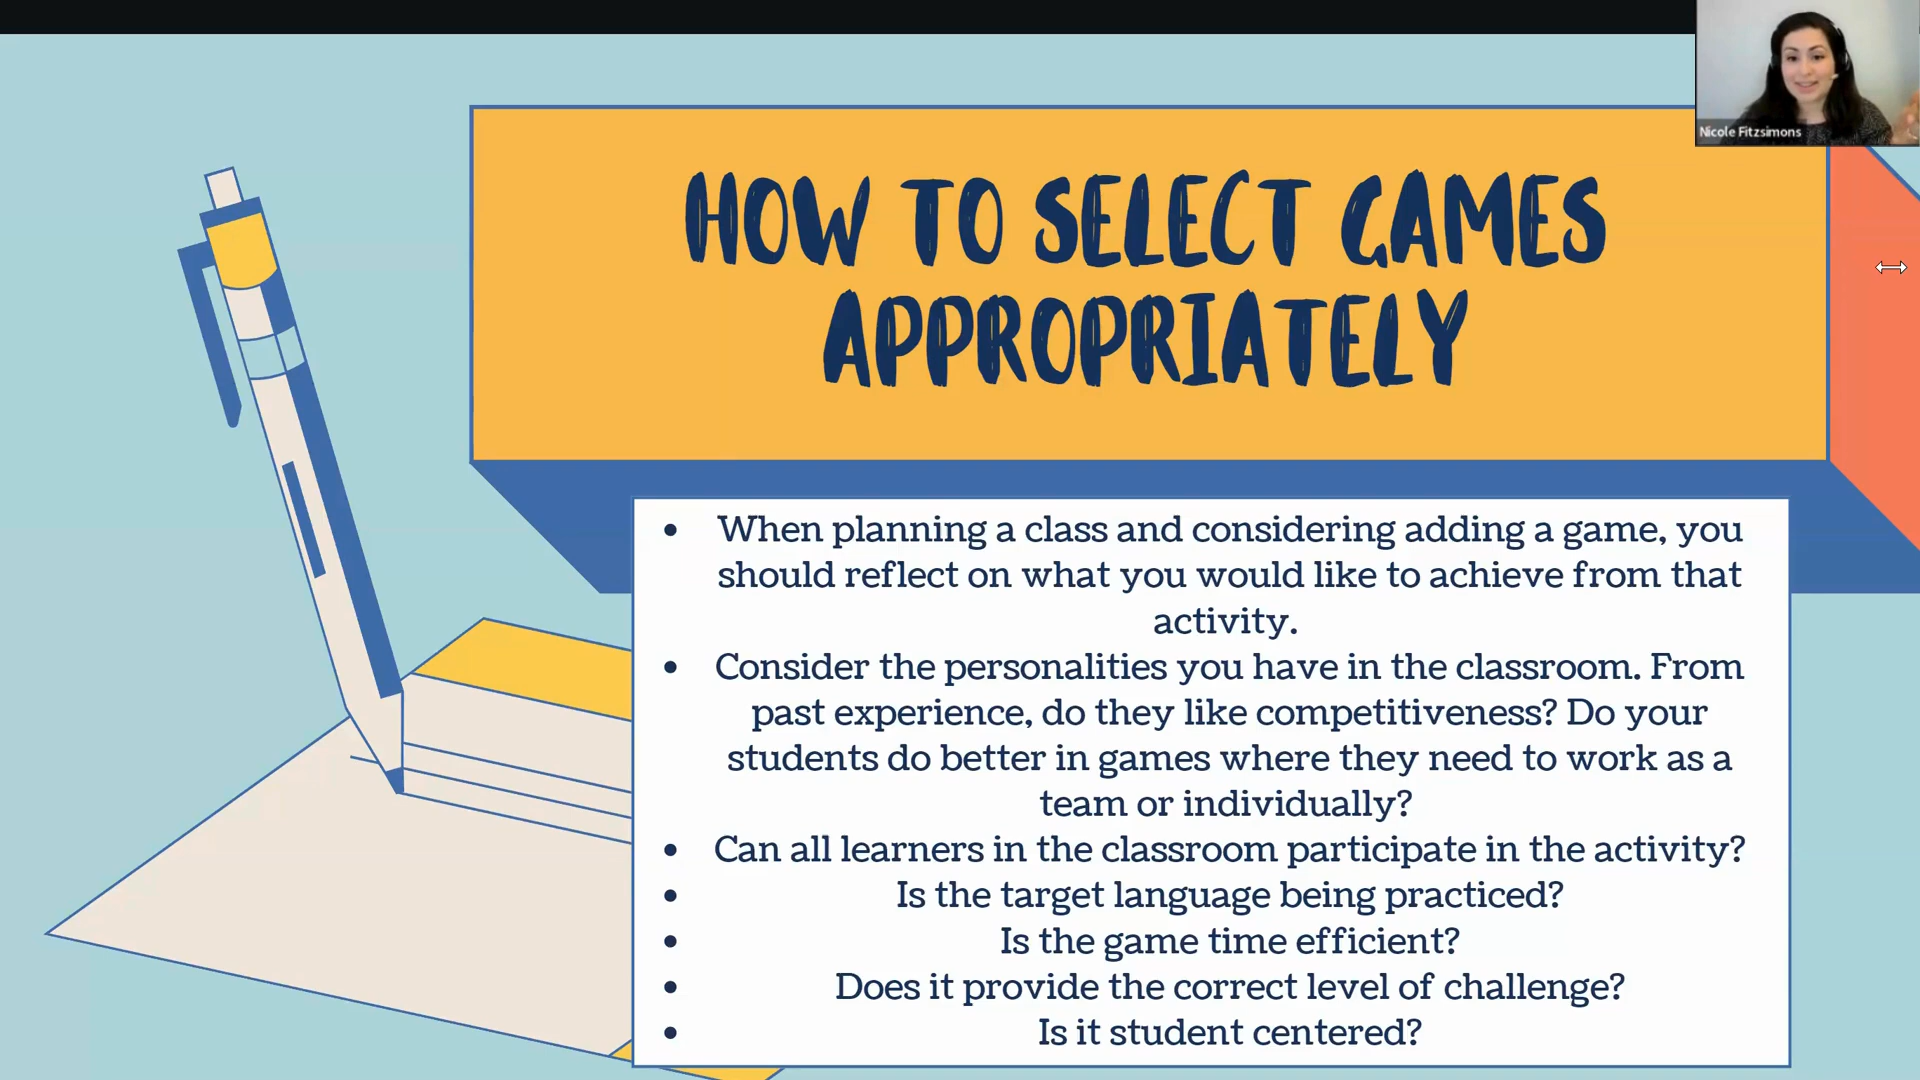 Nicole Fitzsimons
HOW TO SELECT GAMES
APPROPRIATELY
• When planning a class and considering adding a game, you
should reflect on what you would like to achieve from that
activity.
• Consider the personalities you have in the classroom. From
past experience, do they like competitiveness? Do your
students do better in games where they need to work as a
team or individually?
• Can all learners in the classroom participate in the activity?
• Is the target language being practiced?
• Is the game time efficient?
• Does it provide the correct level of challenge?
• Is it student centered?